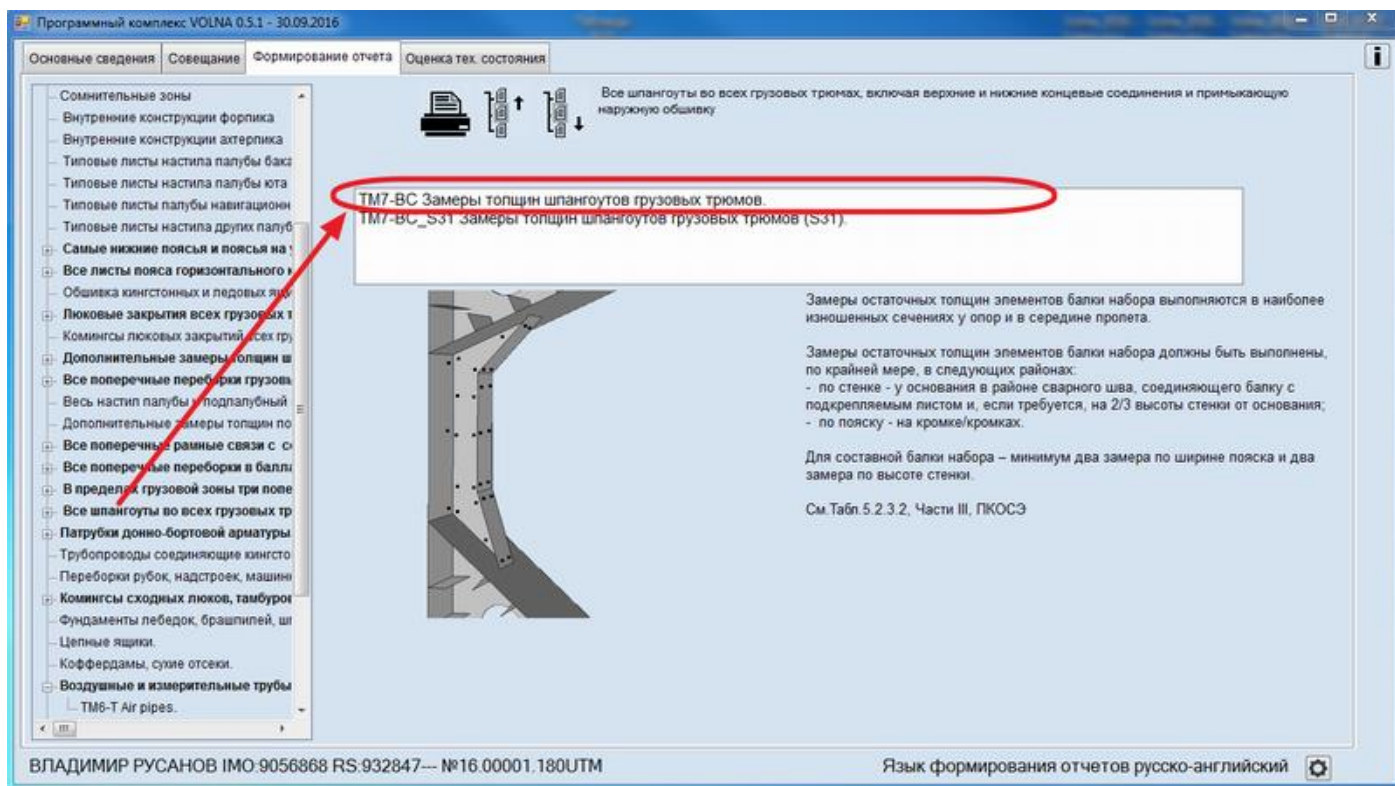 Программный комплекс VOLNA 0.5.1 - 30.09.2016
Основные сведения Совещание Формирование отчета Оценка тех. состояния
Сомнительные зоны
Внутренние конструкции форпика
Внутренние конструкции ахтерпика
Типовые листы настила палубы бака
Типовые листы настила палубы юта
Типовые листы палубы навигационн
Типовые листы настила других палуб
Самые нижние поясья и поясья на
Все листы пояса горизонтального к
Обшивка кингстонных и ледовых ящи
Люковые закрытия всех грузовых т
Комингсы люковых закрытий всех гру
Дополнительные замеры толщин ш
Все поперечные переборки грузовь
Весь настил палубы и подпалубный
Дополнительные замеры толщин по
Все поперечные рамные связи с со
Все поперечные переборки в балла
В пределах грузовой зоны три попе
Все шпангоуты во всех грузовых тр
Патрубки донно-бортовой арматуры
Трубопроводы соединяющие кингсто
Переборки рубок, надстроек, машинн
Комингсы сходных люков, тамбуров
Фундаменты лебедок, брашпилей, шп
Цепные ящики.
Коффердамы, сухие отсеки.
Воздушные и измерительные трубы
TM6-T Air pipes.
Все шпангоуты во всех грузовых трюмах, включая верхние и нижние концевые соединения и примыкающую
наружную обшивку
TM7-BC Замеры толщин шпангоутов грузовых трюмов.
TM7-BC_S31 Замеры толщин шпангоутов грузовых трюмов (S31).
Замеры остаточных толщин элементов балки набора выполняются в наиболее
изношенных сечениях у опор и в середине пролета.
Замеры остаточных толщин элементов балки набора должны быть выполнены,
по крайней мере, в следующих районах:
- по стенке - у основания в районе сварного шва, соединяющего балку с
подкрепляемым листом и, если требуется, на 2/3 высоты стенки от основания;
- по пояску - на кромке/кромках.
Для составной балки набора – минимум два замера по ширине пояска и два
замера по высоте стенки.
См.Табл.5.2.3.2, Части III, ПКОСЭ
ВЛАДИМИР РУСАНОВ IMO:9056868 RS:932847--- №16.00001.180UTM
Язык формирования отчетов русско-английский